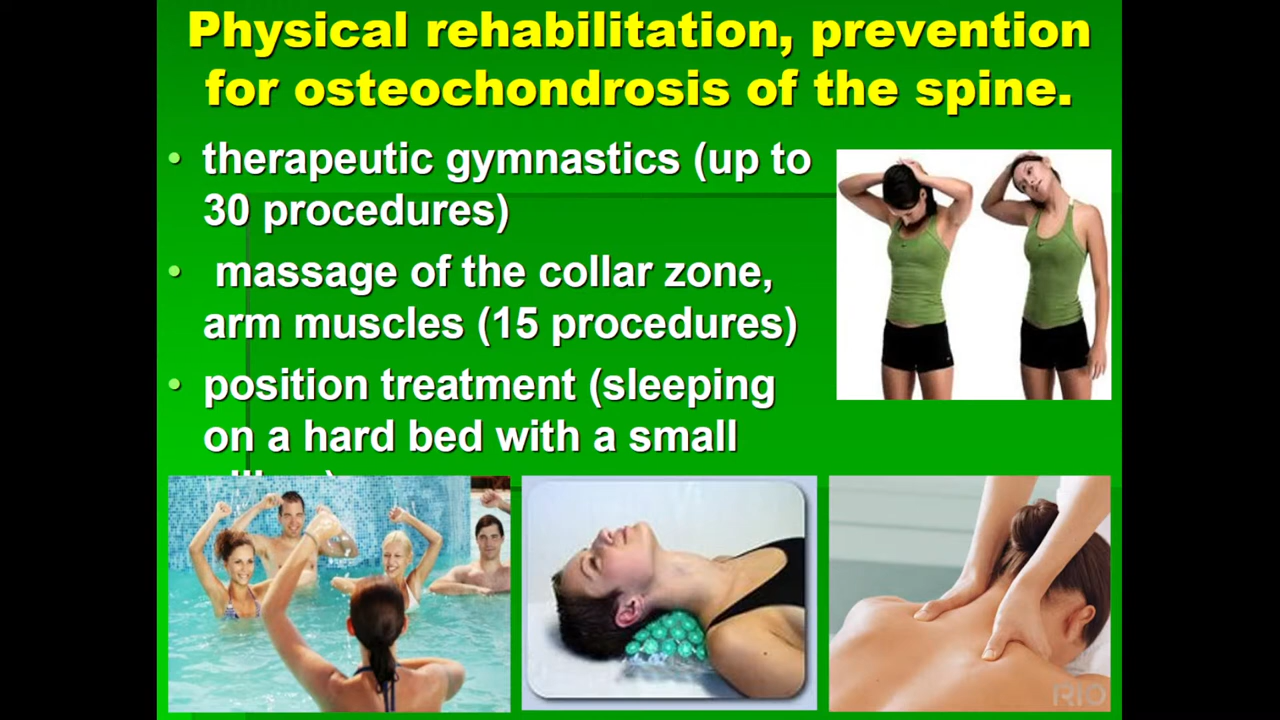 Physical rehabilitation, prevention
for osteochondrosis of the spine.
• therapeutic gymnastics (up to
30 procedures)
• massage of the collar zone,
arm muscles (15 procedures)
• position treatment (sleeping
on a hard bed with a small
RIO